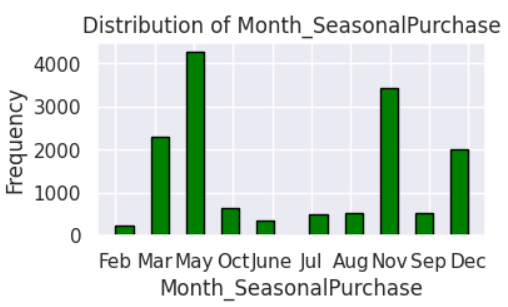 Distribution of Month_SeasonalPurchase
Frequency
4000
3000
2000
1000
0
Feb Mar May Oct June Jul Aug Nov Sep Dec
Month_SeasonalPurchase